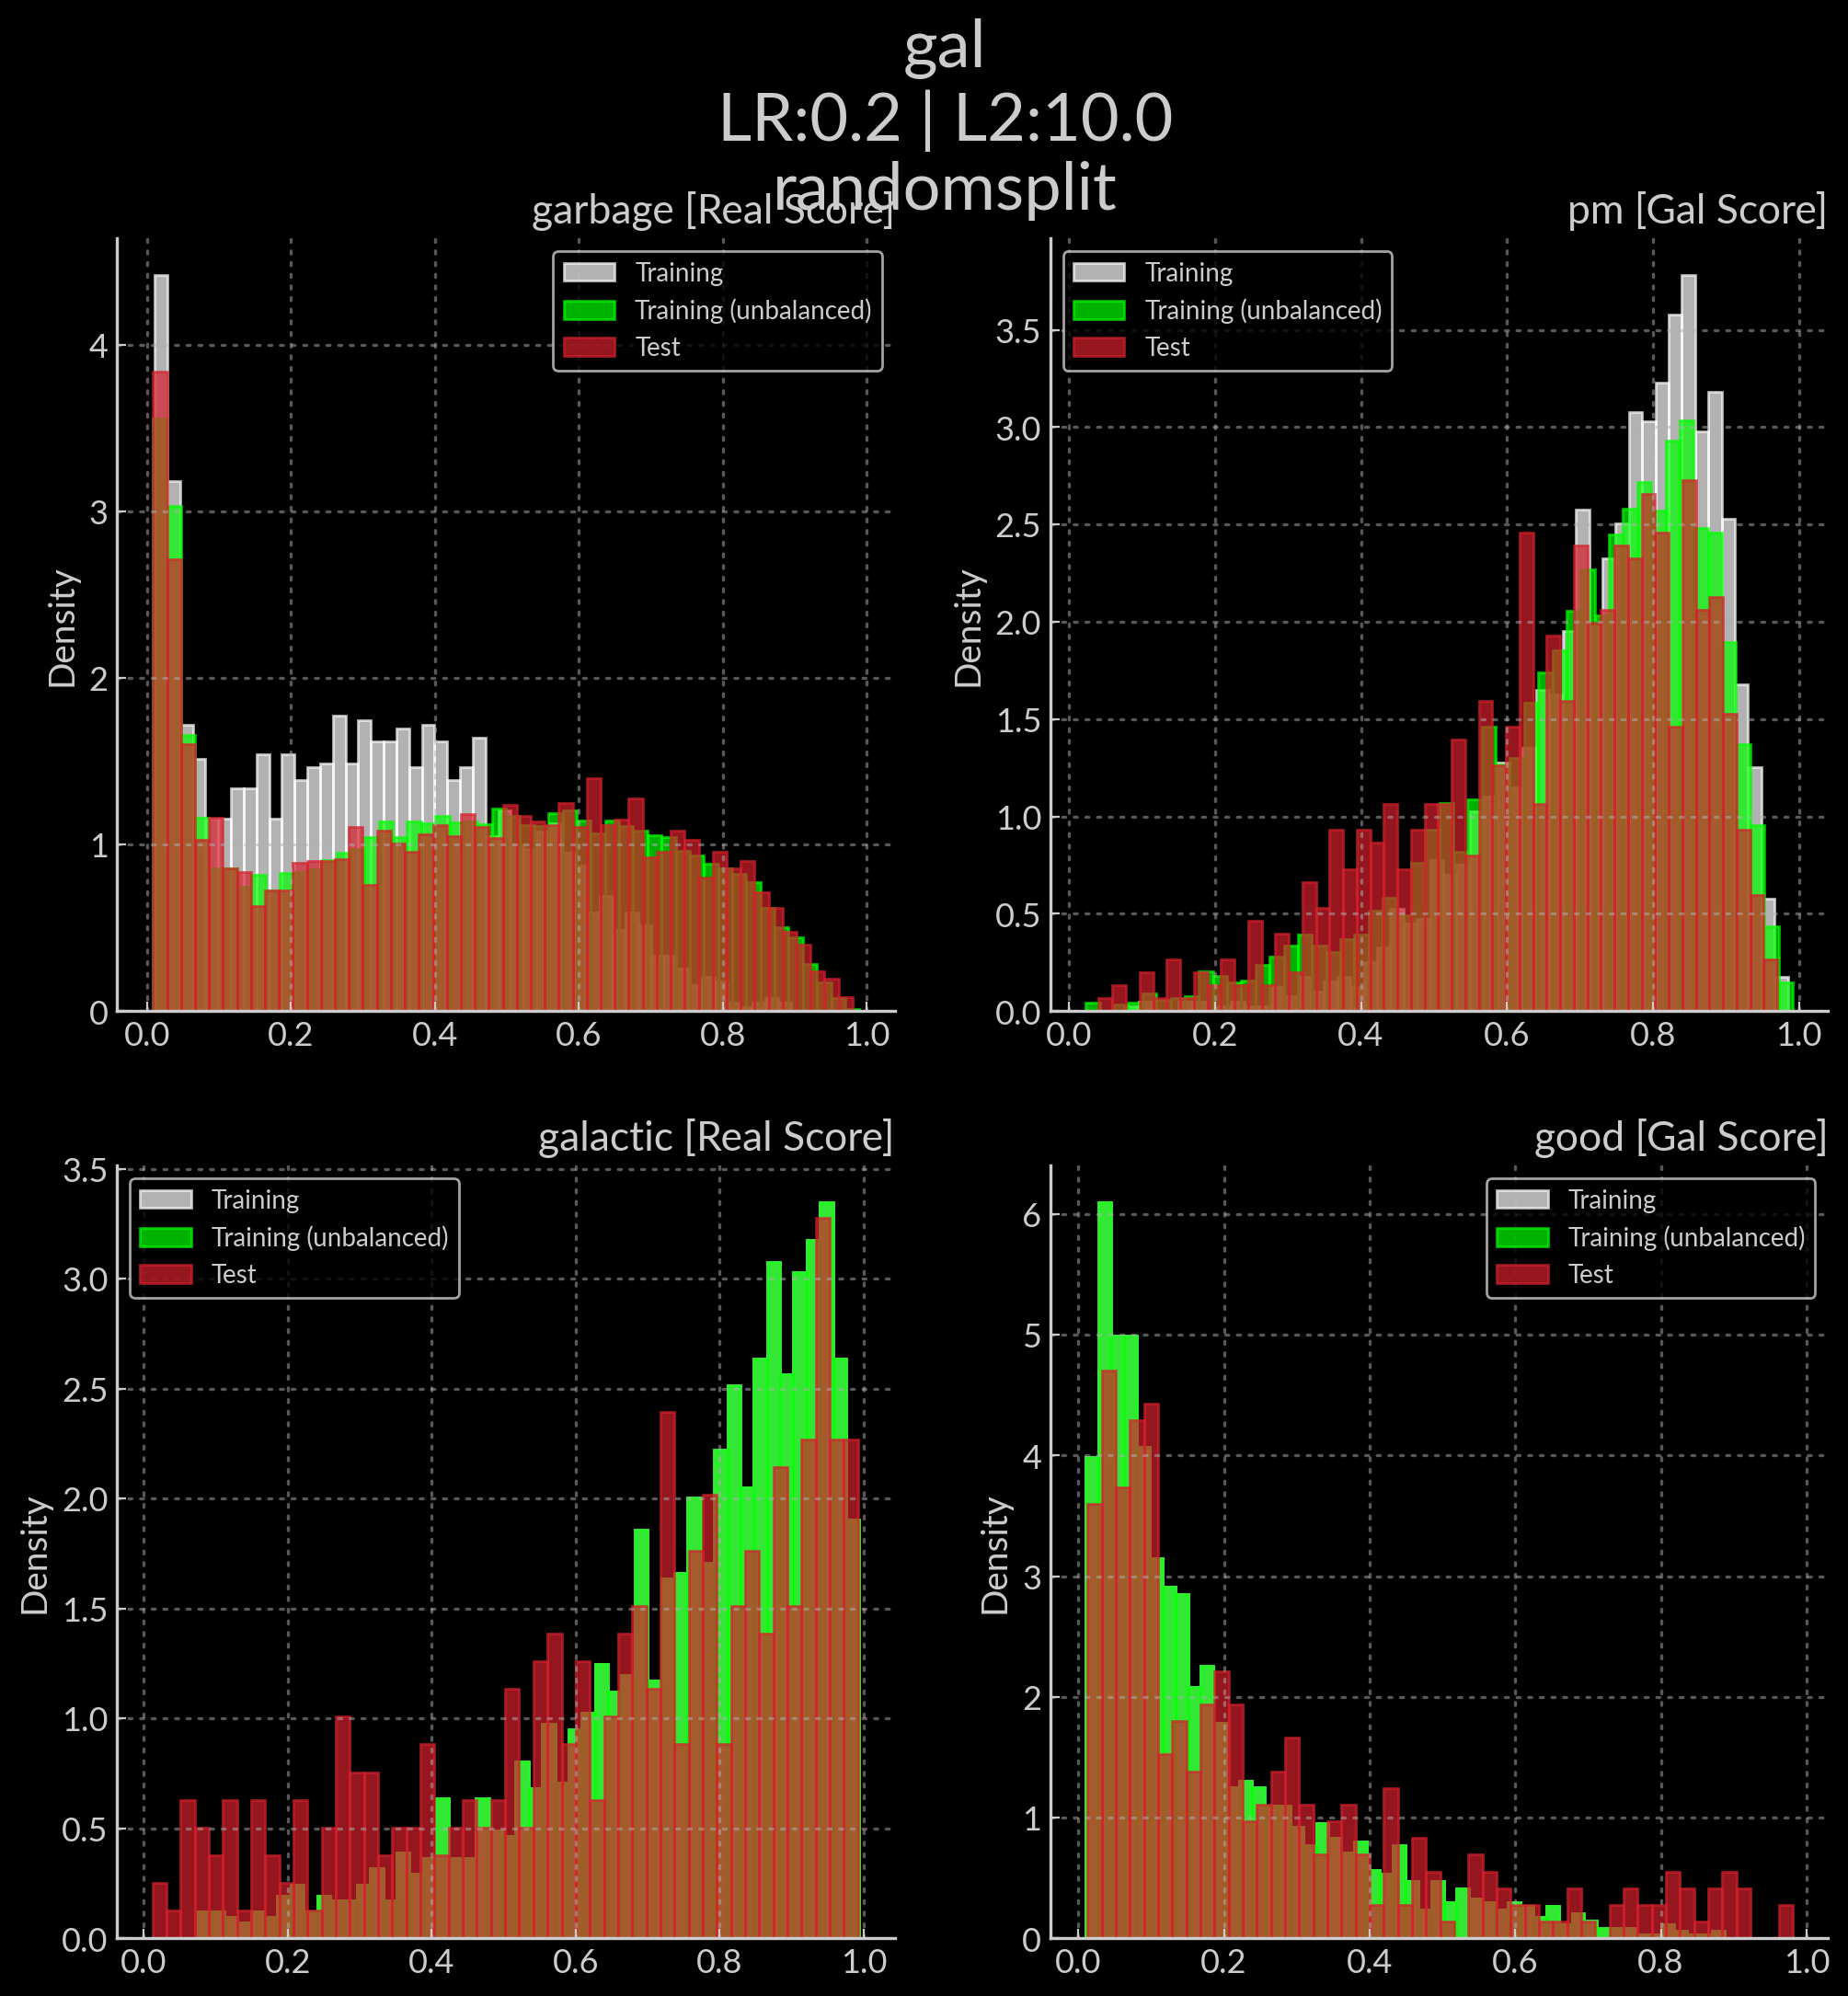 gal
LR:0.2 | L2:10.0
randomsplit
garbage [Real Score]
Training
Training (unbalanced)
Test
Density
4
3
2
1
0
0.0 0.2 0.4 0.6 0.8 1.0
pm [Gal Score]
Training
Training (unbalanced)
Test
Density
3.5
3.0
2.5
2.0
1.5
1.0
0.5
0.0
0.0 0.2 0.4 0.6 0.8 1.0
galactic [Real Score]
Training
Training (unbalanced)
Test
Density
3.5
3.0
2.5
2.0
1.5
1.0
0.5
0.0
0.0 0.2 0.4 0.6 0.8 1.0
good [Gal Score]
Training
Training (unbalanced)
Test
Density
6
5
4
3
2
1
0
0.0 0.2 0.4 0.6 0.8 1.0